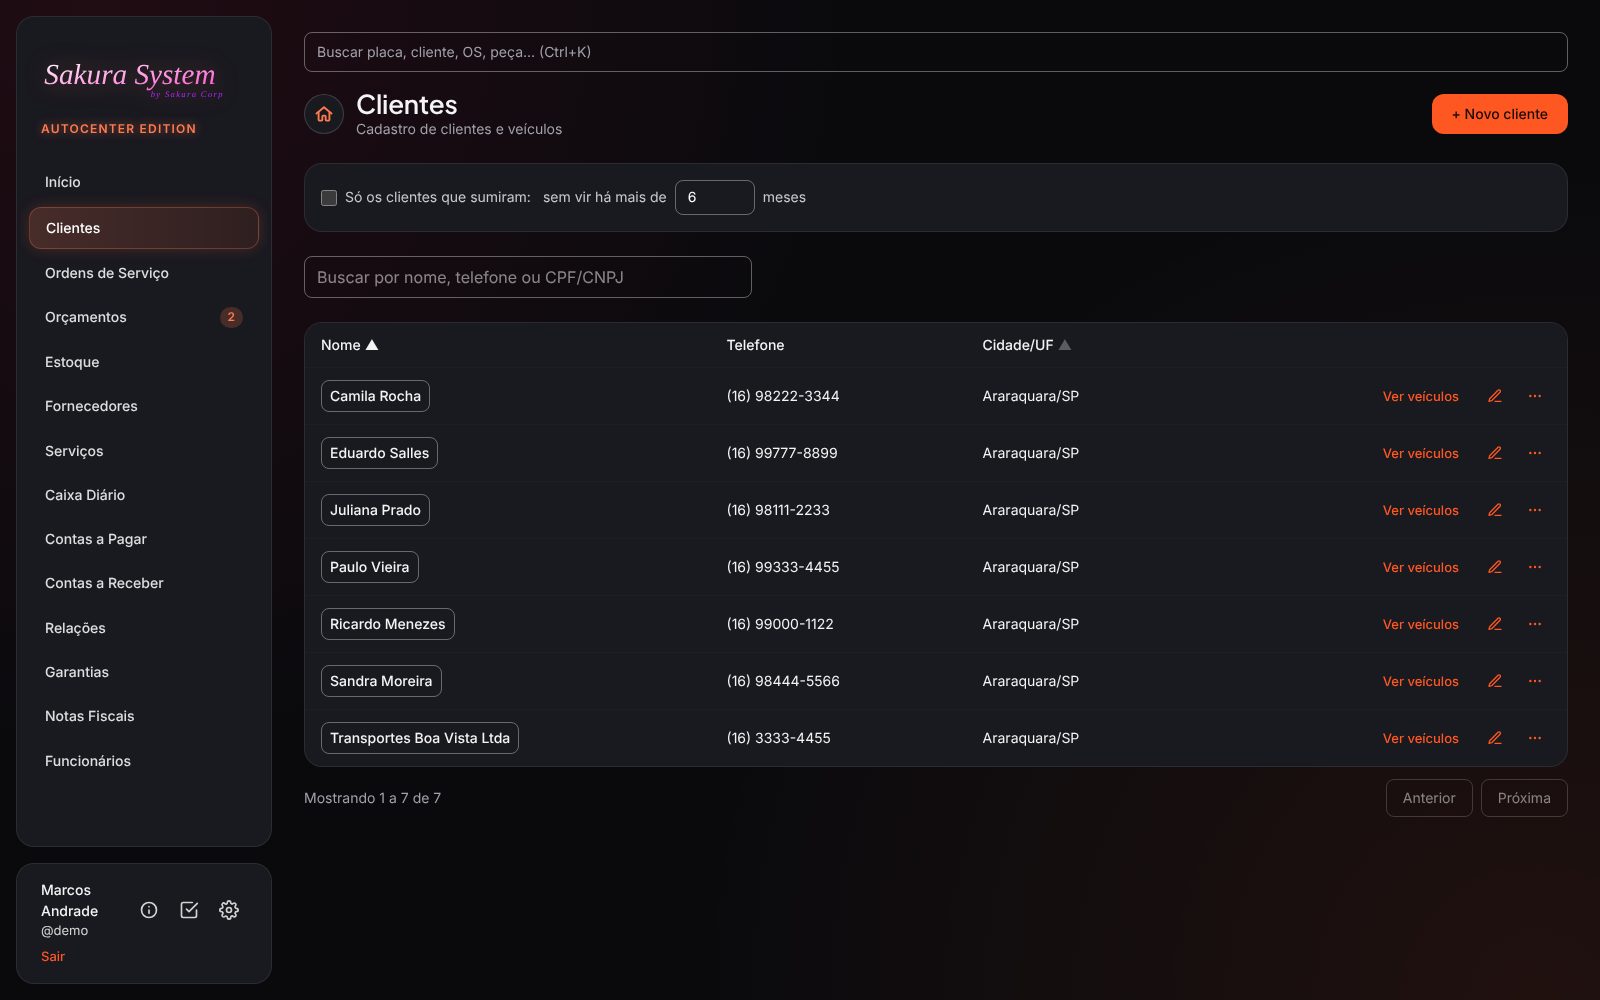 Sakura System
by Sakura Corp
AUTOCENTER EDITION
Início
Clientes
Ordens de Serviço
Orçamentos 2
Estoque
Fornecedores
Serviços
Caixa Diário
Contas a Pagar
Contas a Receber
Relações
Garantias
Notas Fiscais
Funcionários
Marcos
Andrade
@demo
Sair
Buscar placa, cliente, OS, peça... (Ctrl+K)
Clientes
Cadastro de clientes e veículos
+ Novo cliente
Só os clientes que sumiram: sem vir há mais de 6 meses
Buscar por nome, telefone ou CPF/CNPJ
Nome ▲ Telefone Cidade/UF ▲
Camila Rocha (16) 98222-3344 Araraquara/SP Ver veículos ...
Eduardo Salles (16) 99777-8899 Araraquara/SP Ver veículos ...
Juliana Prado (16) 98111-2233 Araraquara/SP Ver veículos ...
Paulo Vieira (16) 99333-4455 Araraquara/SP Ver veículos ...
Ricardo Menezes (16) 99000-1122 Araraquara/SP Ver veículos ...
Sandra Moreira (16) 98444-5566 Araraquara/SP Ver veículos ...
Transportes Boa Vista Ltda (16) 3333-4455 Araraquara/SP Ver veículos ...
Mostrando 1 a 7 de 7 Anterior Próxima